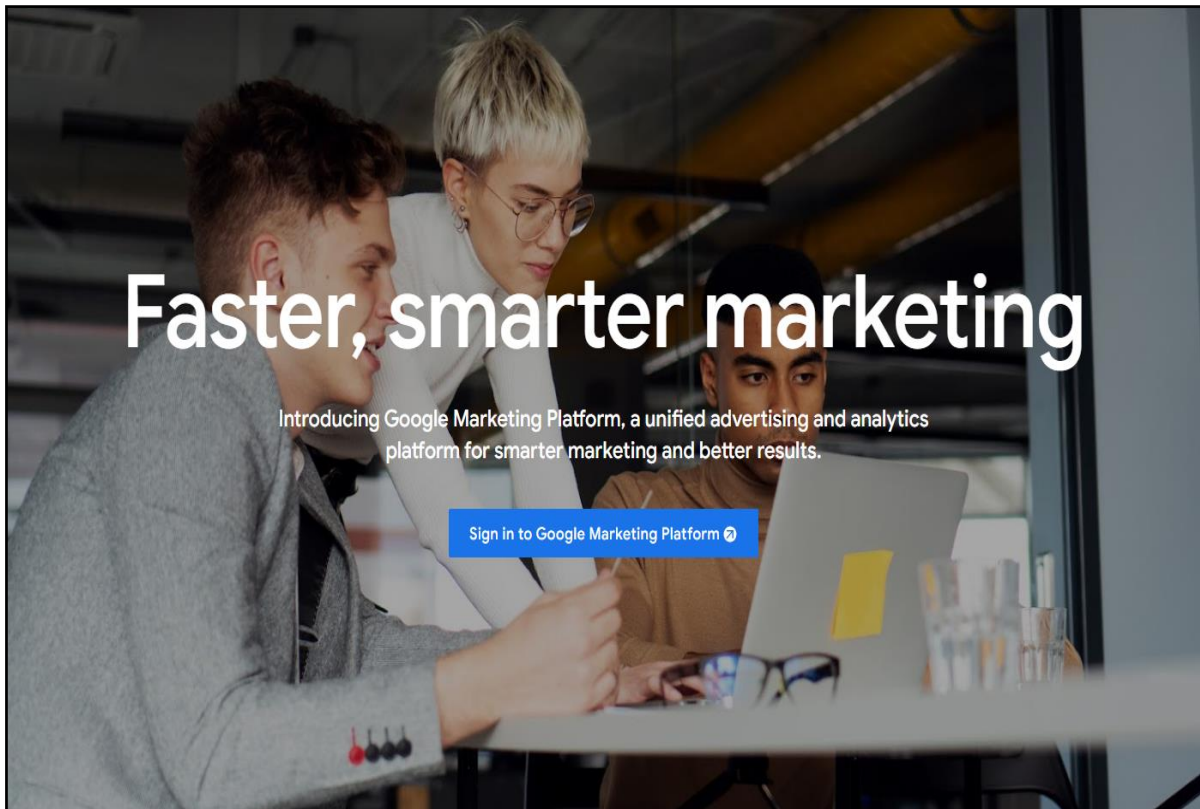 Faster, smarter marketing
Introducing Google Marketing Platform, a unified advertising and analytics
platform for smarter marketing and better results.
Sign in to Google Marketing Platform